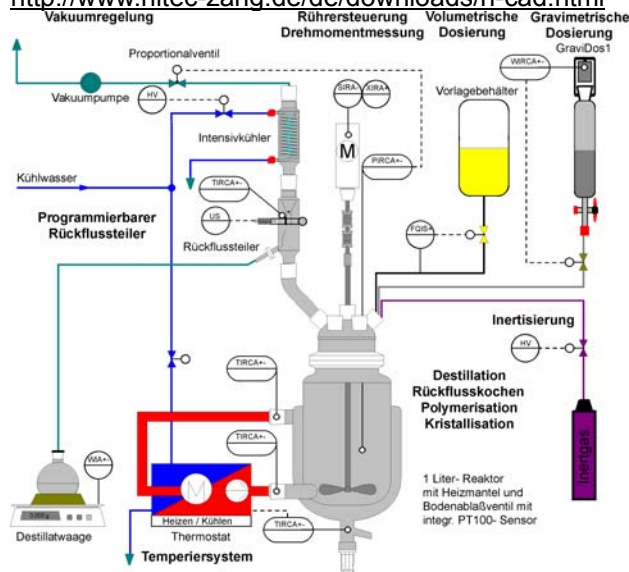 http://www.hitec-zang.de/de/downloads/h-cad.html
Vakuumregelung
Rührersteuerung
Drehmomentmessung
Volumetrische
Dosierung
Gravimetrische
Dosierung
GraviDos1
Proportionalventil
Vakuumpumpe
HV
Intensivkühler
SIRA-
XIRA+
M
PIRCA+-
Vorlagebehälter
WIRCA+-
Kühlwasser
TIRCA+-
Programmierbarer
Rückflussteiler
US
Rückflussteiler
FQIS+
Inertisierung
HV
TIRCA+-
Destillation
Rückflusskochen
Polymerisation
Kristallisation
TIRCA+-
WIA+-
M
Inertgas
1 Liter- Reaktor
mit Heizmantel und
Bodenablaßventil mit
integr. PT100- Sensor
Heizen / Kühlen
Thermostat
TIRCA+-
Destillatwaage
Temperiersystem